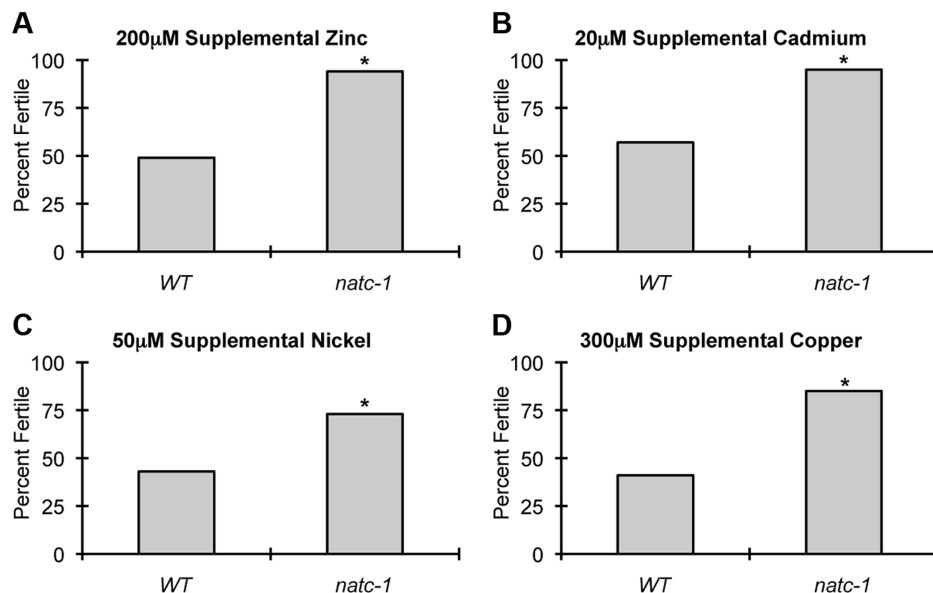 A
200μM Supplemental Zinc
Percent Fertile
100
75
50
25
0
*
WT
natc-1
B
20μM Supplemental Cadmium
Percent Fertile
100
75
50
25
0
*
WT
natc-1
C
50μM Supplemental Nickel
Percent Fertile
100
75
50
25
0
*
WT
natc-1
D
300μM Supplemental Copper
Percent Fertile
100
75
50
25
0
*
WT
natc-1